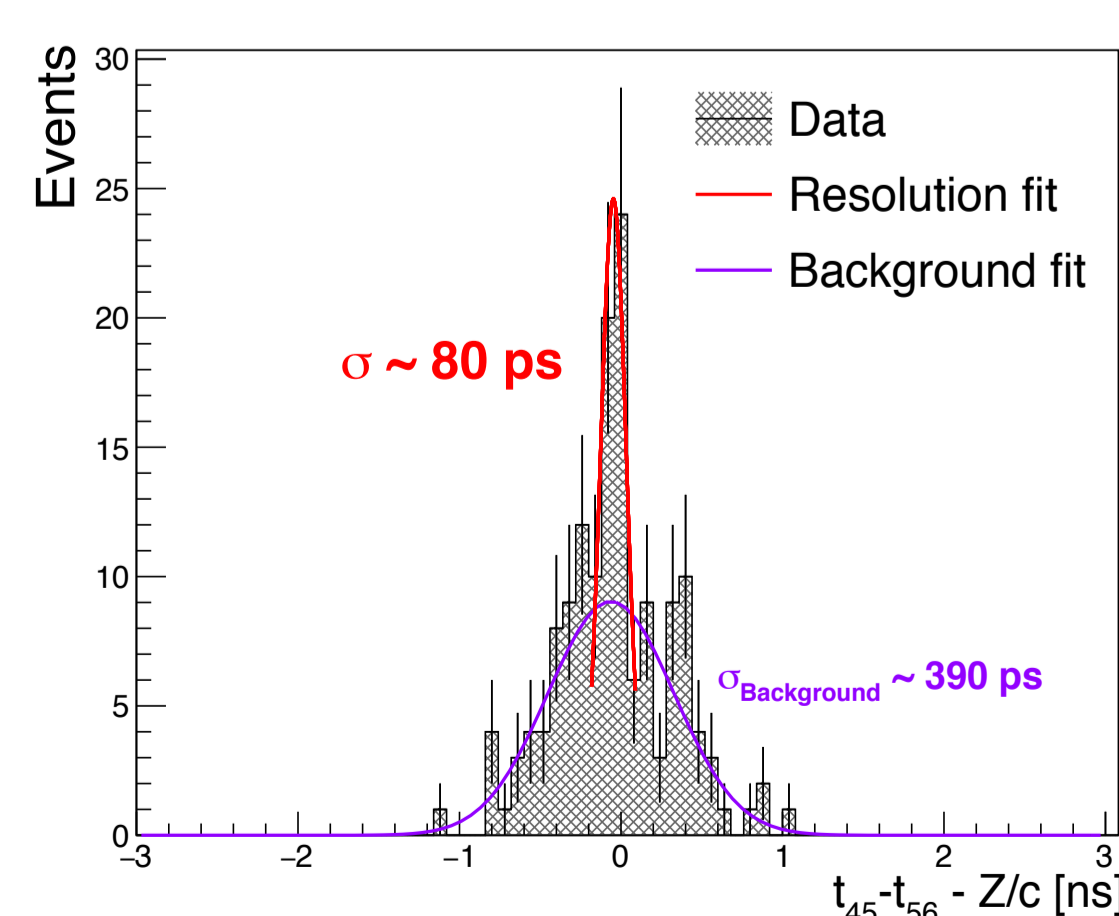 Events
30
25
20
15
10
5
0
Data
Resolution fit
Background fit
σ ~ 80 ps
σBackground ~ 390 ps
−3 −2 −1 0 1 2 3
t45-t56 - Z/c [ns]